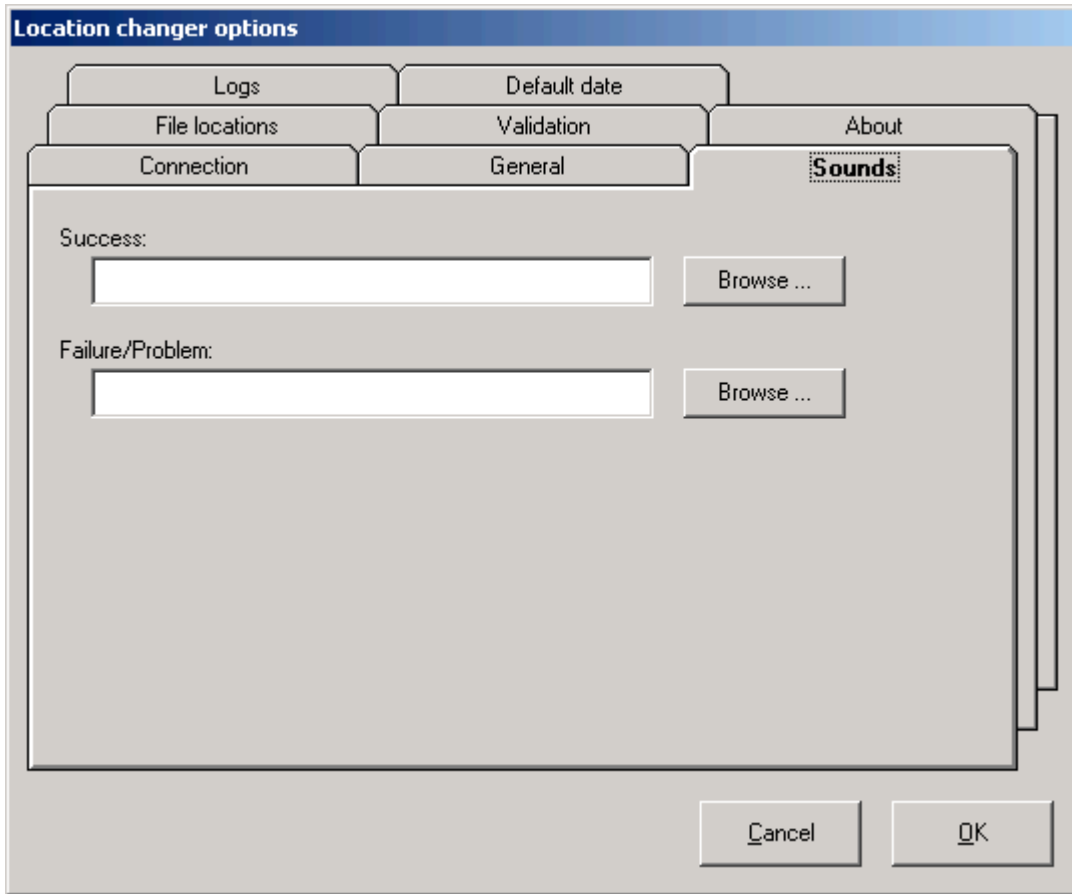 Location changer options
Logs Default date
File locations Validation About
Connection General Sounds
Success:
Browse ...
Failure/Problem:
Browse ...
Cancel OK